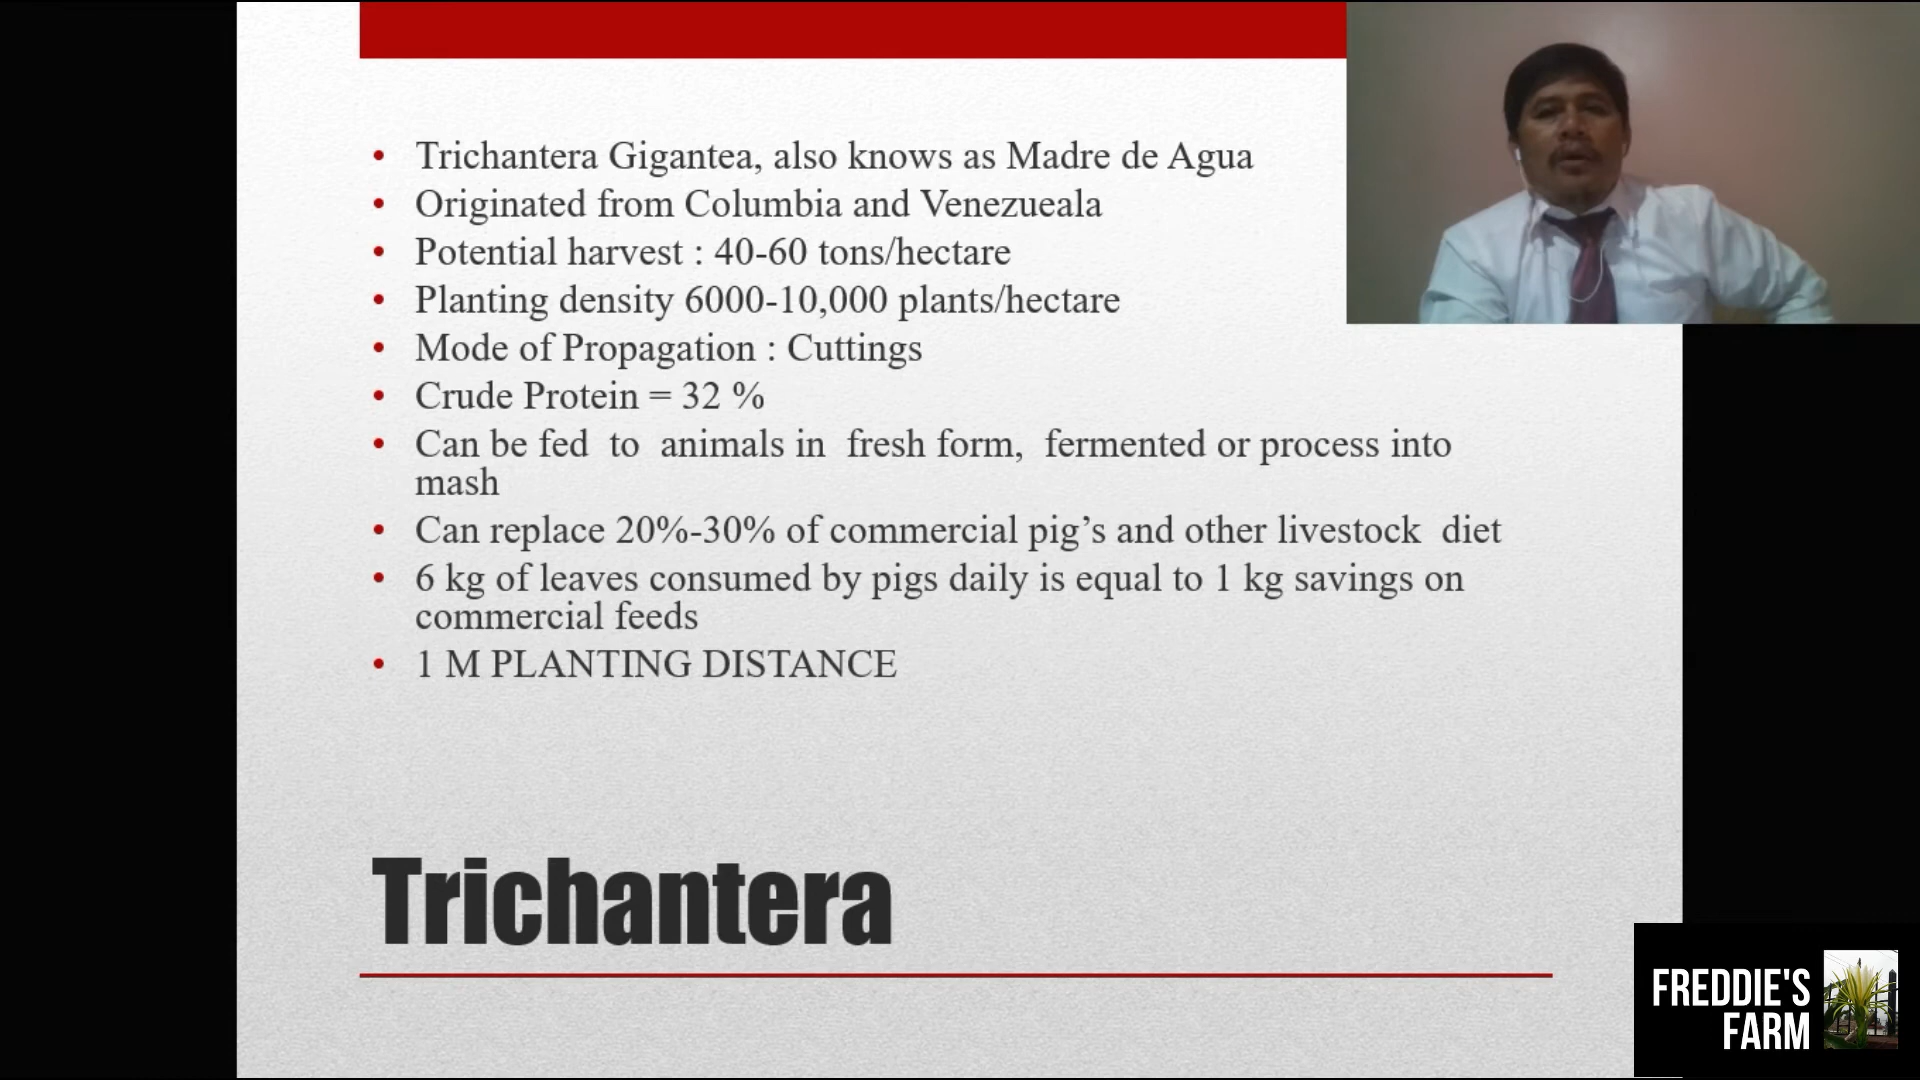 • Trichantera Gigantea, also knows as Madre de Agua
• Originated from Columbia and Venezueala
• Potential harvest : 40-60 tons/hectare
• Planting density 6000-10,000 plants/hectare
• Mode of Propagation : Cuttings
• Crude Protein = 32 %
• Can be fed  to  animals in  fresh form,  fermented or process into
mash
• Can replace 20%-30% of commercial pig’s and other livestock  diet
• 6 kg of leaves consumed by pigs daily is equal to 1 kg savings on
commercial feeds
• 1 M PLANTING DISTANCE
Trichantera
FREDDIE'S
FARM